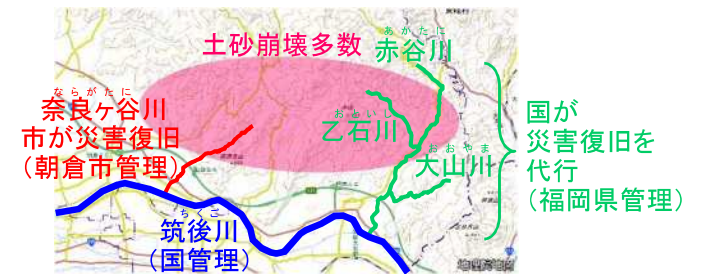 土砂崩壊多数
あかたに
赤谷川
ならがたに
奈良ヶ谷川
市が災害復旧
(朝倉市管理)
おといし
乙石川
おおやま
大山川
国が
災害復旧を
代行
(福岡県管理)
ちくご
筑後川
(国管理)